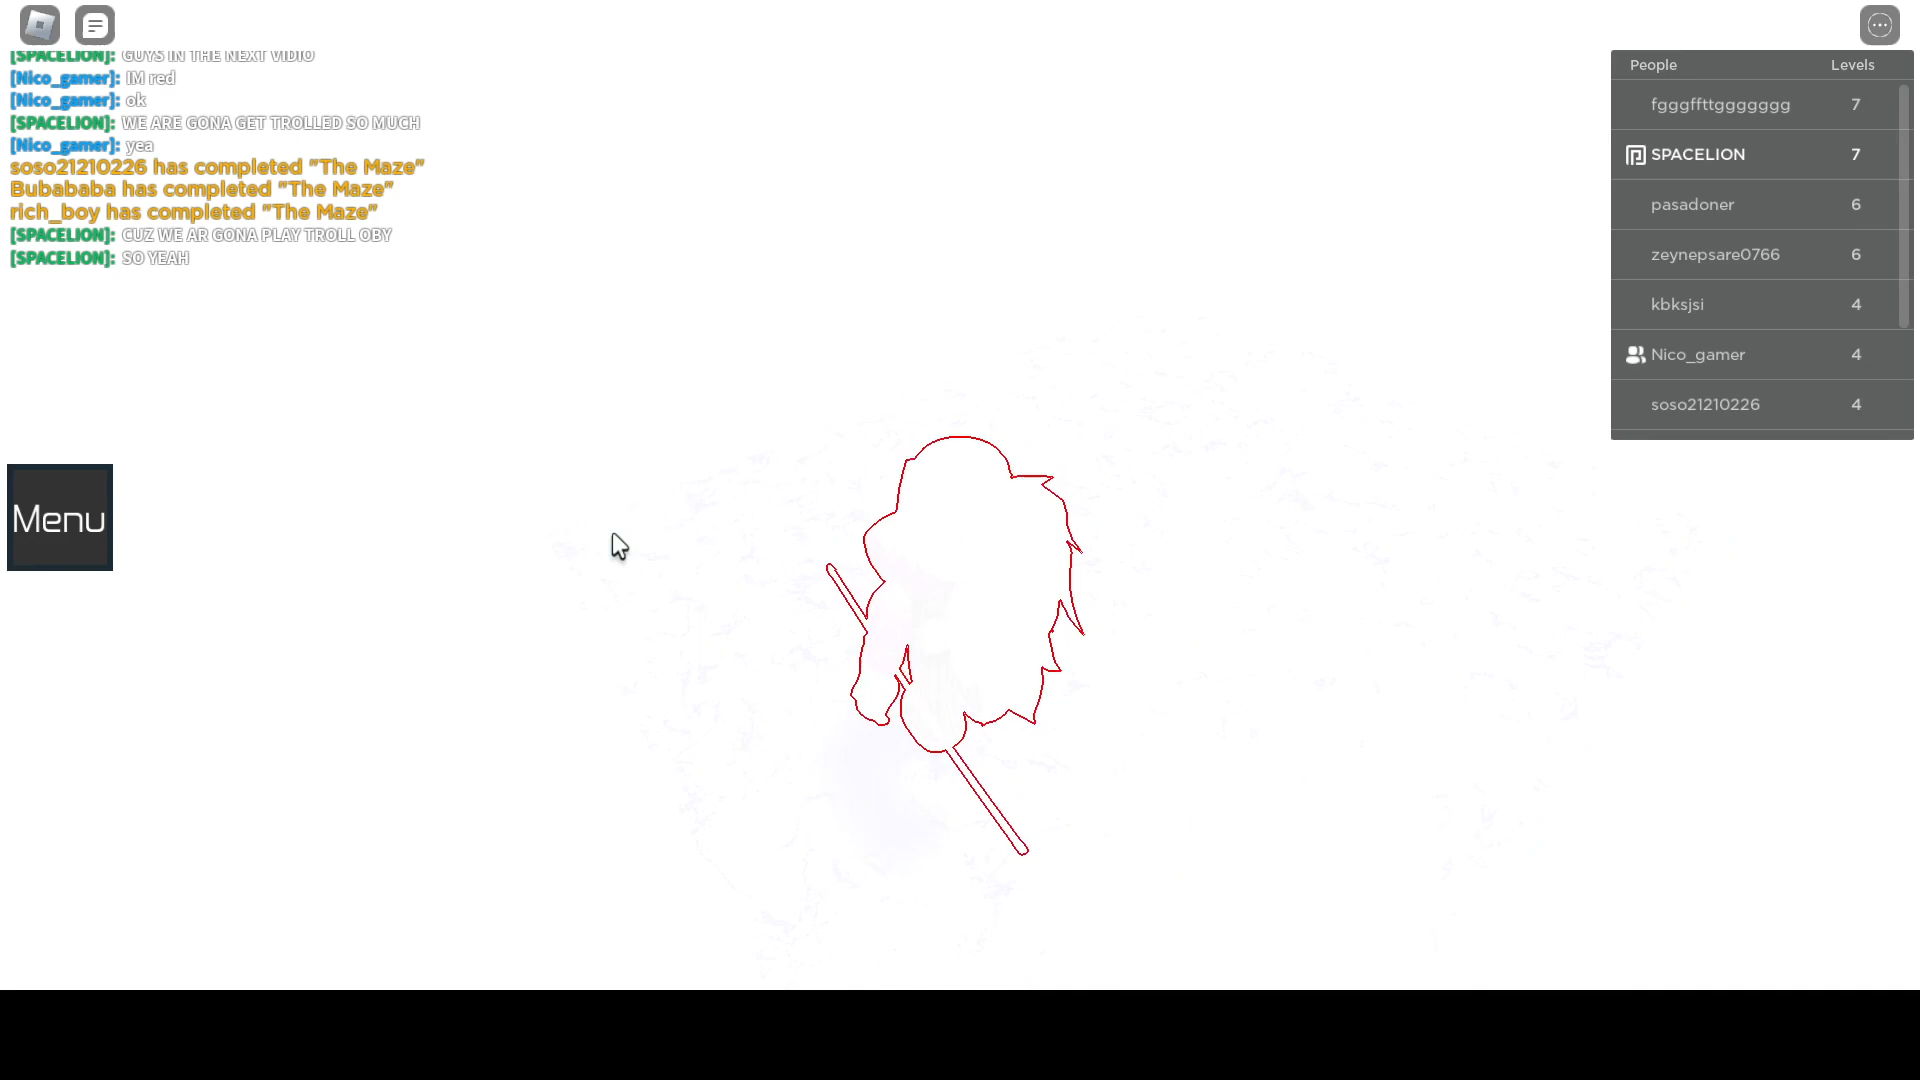 [SPACELION]: GUYS IN THE NEXT VIDIO
[Nico_gamer]: IM red
[Nico_gamer]: ok
[SPACELION]: WE ARE GONA GET TROLLED SO MUCH
[Nico_gamer]: yea
soso21210226 has completed "The Maze"
Bubababa has completed "The Maze"
rich_boy has completed "The Maze"
[SPACELION]: CUZ WE AR GONA PLAY TROLL OBY
[SPACELION]: SO YEAH
Menu
People Levels
fgggffttggggggg 7
SPACELION 7
pasadoner 6
zeynepsare0766 6
kbksjsi 4
Nico_gamer 4
soso21210226 4